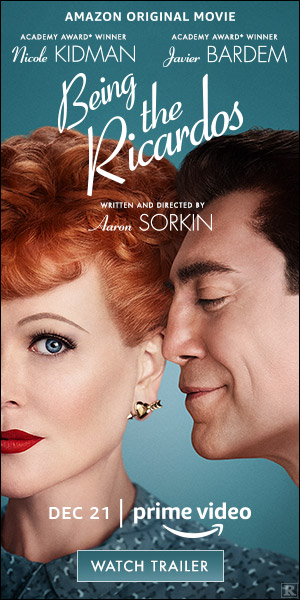 AMAZON ORIGINAL MOVIE
ACADEMY AWARD® WINNER
Nicole KIDMAN
ACADEMY AWARD® WINNER
Javier BARDEM
Being
the
Ricardos
WRITTEN AND DIRECTED BY
Aaron SORKIN
DEC 21 | prime video
WATCH TRAILER
R